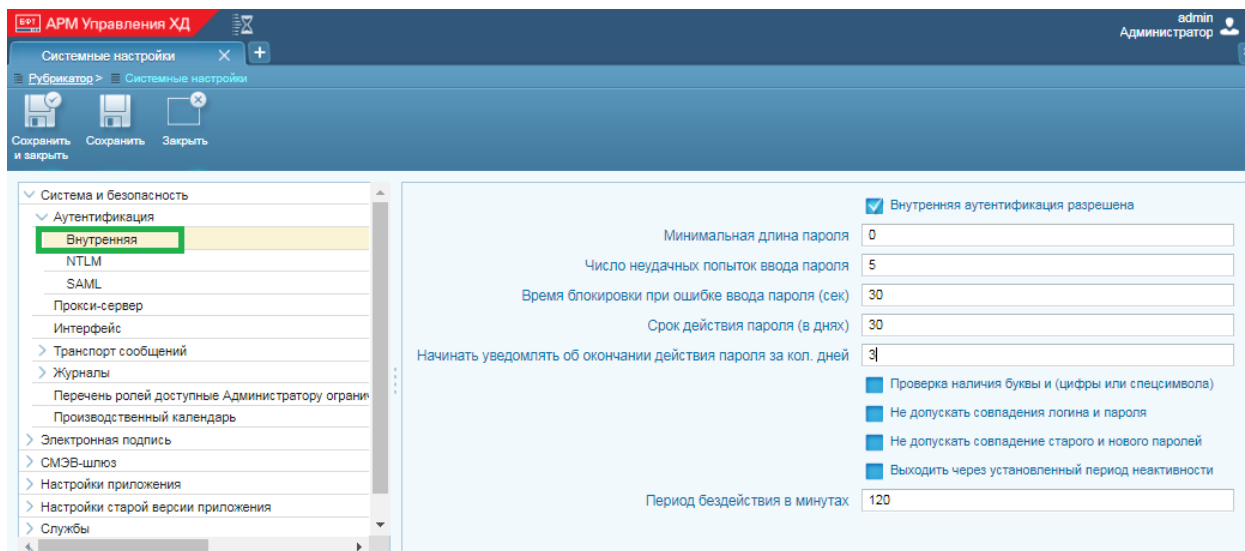 БФТ АРМ Управления ХД
admin
Администратор
Системные настройки
Рубрикатор > Системные настройки
Сохранить и закрыть
Сохранить
Закрыть
Система и безопасность
Аутентификация
Внутренняя
NTLM
SAML
Прокси-сервер
Интерфейс
Транспорт сообщений
Журналы
Перечень ролей доступные Администратору ограни
Производственный календарь
Электронная подпись
СМЭВ-шлюз
Настройки приложения
Настройки старой версии приложения
Службы
Внутренняя аутентификация разрешена
Минимальная длина пароля 0
Число неудачных попыток ввода пароля 5
Время блокировки при ошибке ввода пароля (сек) 30
Срок действия пароля (в днях) 30
Начинать уведомлять об окончании действия пароля за кол. дней 3
Проверка наличия буквы и (цифры или спецсимвола)
Не допускать совпадения логина и пароля
Не допускать совпадение старого и нового паролей
Выходить через установленный период неактивности
Период бездействия в минутах 120